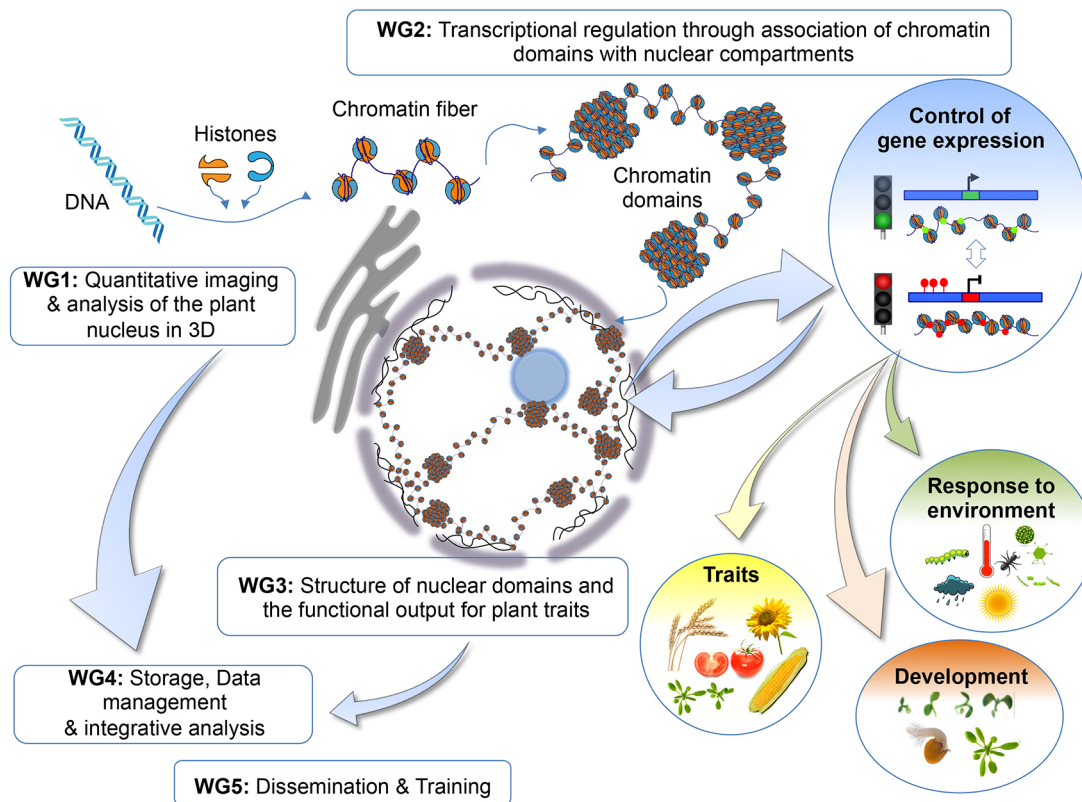 WG2: Transcriptional regulation through association of chromatin
domains with nuclear compartments
Chromatin fiber
Histones
DNA
Chromatin
domains
Control of
gene expression
WG1: Quantitative imaging
& analysis of the plant
nucleus in 3D
Response to
environment
WG3: Structure of nuclear domains and
the functional output for plant traits
Traits
WG4: Storage, Data
management
& integrative analysis
Development
WG5: Dissemination & Training